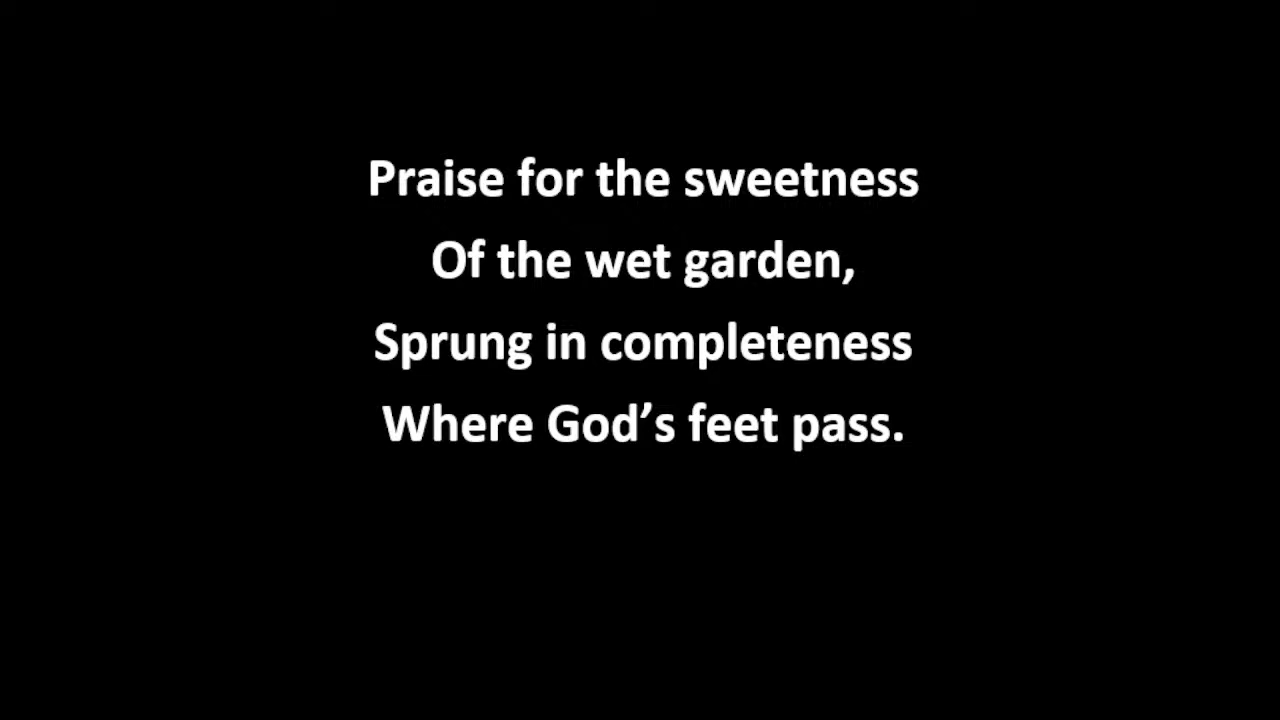 Praise for the sweetness
Of the wet garden,
Sprung in completeness
Where God’s feet pass.